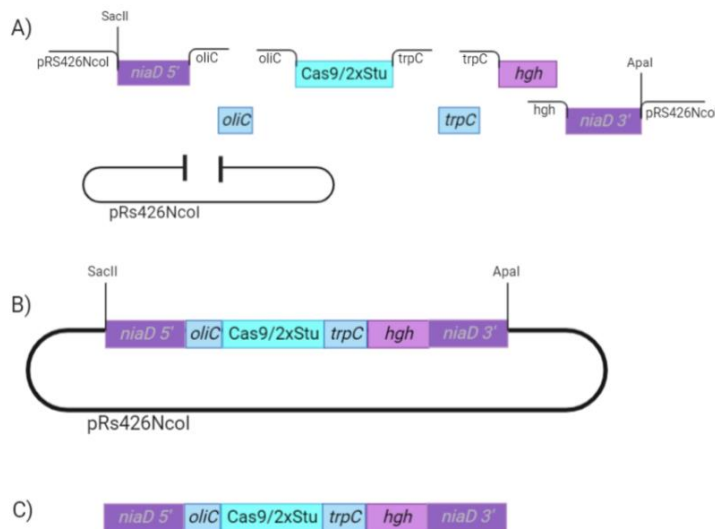 SacII
A)
pRS426NcoI
niaD 5'
oliC
oliC
Cas9/2xStu
trpC
trpC
hgh
ApaI
hgh
niaD 3'
pRS426Nco
oliC
trpC
pRs426NcoI
B)
SacII
ApaI
niaD 5' oliC Cas9/2xStu trpC hgh niaD 3'
pRs426NcoI
C)
niaD 5' oliC Cas9/2xStu trpC hgh niaD 3'